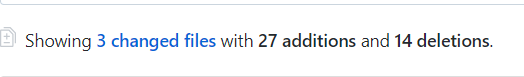 Showing 3 changed files with 27 additions and 14 deletions.